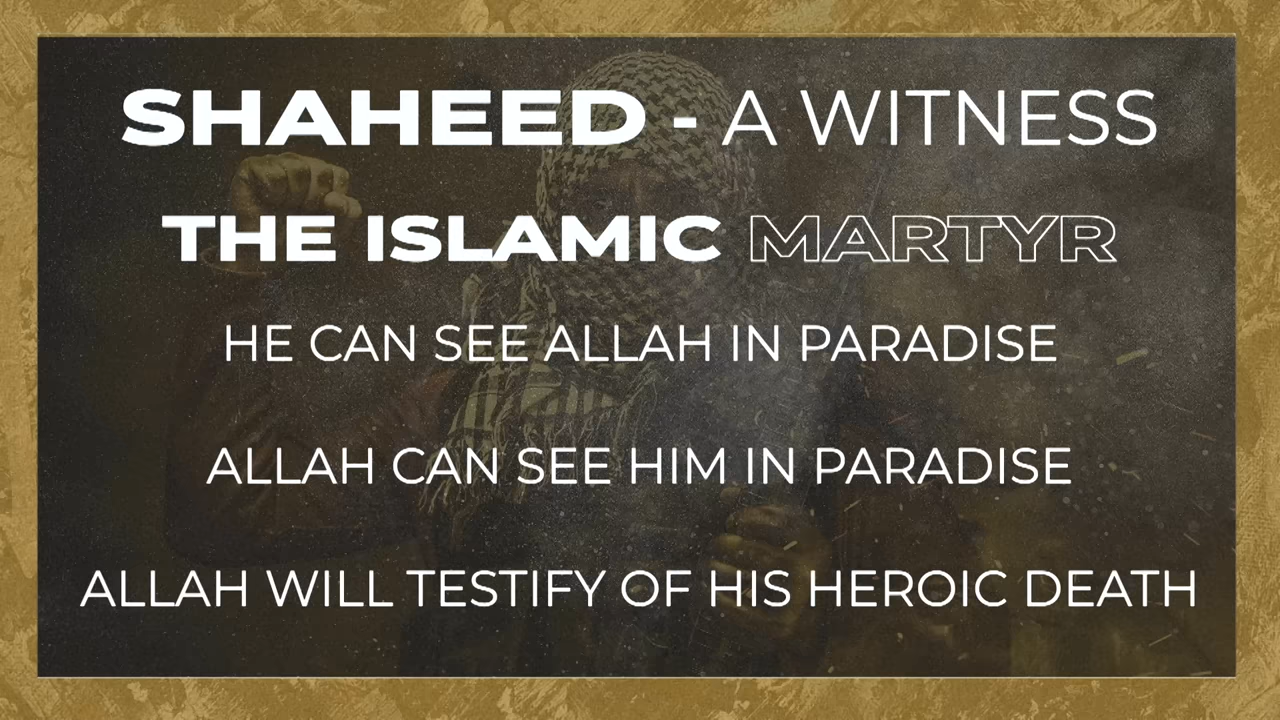 SHAHEED - A WITNESS
THE ISLAMIC MARTYR
HE CAN SEE ALLAH IN PARADISE
ALLAH CAN SEE HIM IN PARADISE
ALLAH WILL TESTIFY OF HIS HEROIC DEATH